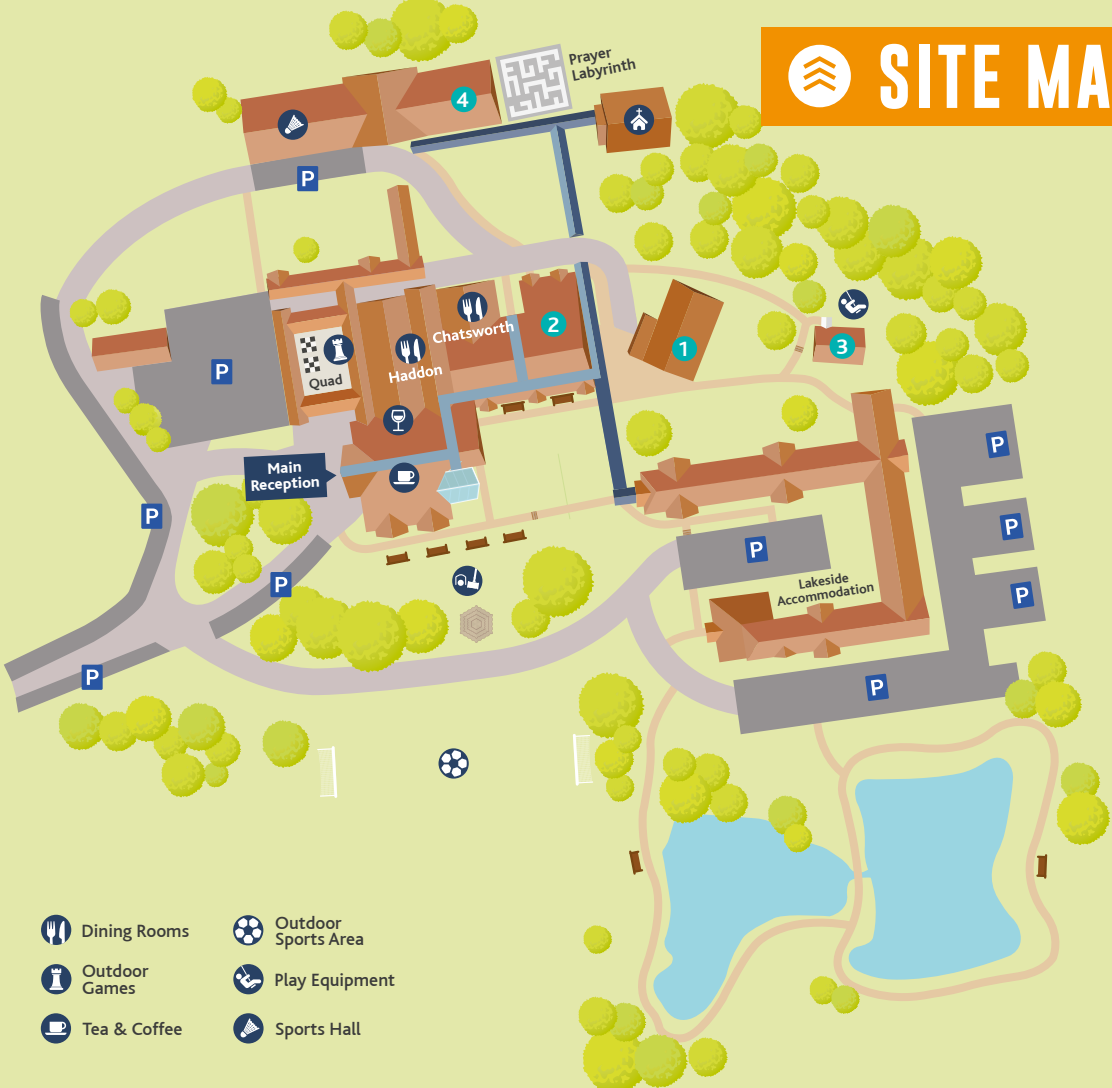 SITE MA
Prayer
Labyrinth
4
P
2
Chatsworth
1
3
P
Haddon
Quad
P
Main
Reception
P
P
P
P
Lakeside
Accommodation
P
P
P
P
Dining Rooms
Outdoor
Sports Area
Outdoor
Games
Play Equipment
Tea & Coffee
Sports Hall